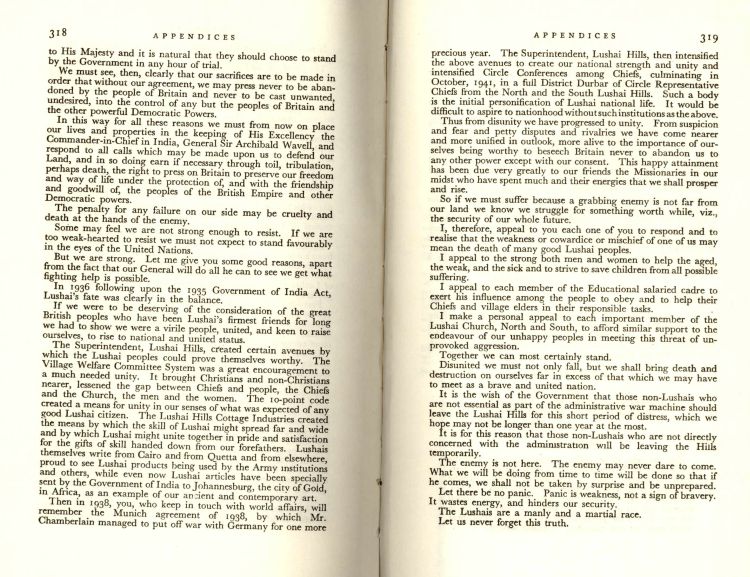 318
APPENDICES
to His Majesty and it is natural that they should choose to stand
by the Government in any hour of trial.
We must see, then, clearly that our sacrifices are to be made in
order that without our agreement, we may press never to be aban-
doned by the people of Britain and never to be cast unwanted,
undesired, into the control of any but the peoples of Britain and
the other powerful Democratic Powers.
In this way for all these reasons we must from now on place
our lives and properties in the keeping of His Excellency the
Commander-in-Chief in India, General Sir Archibald Wavell, and
respond to all calls which may be made upon us to defend our
Land, and in so doing earn if necessary through toil, tribulation,
perhaps death, the right to press on Britain to preserve our freedom
and way of life under the protection of, and with the friendship
and goodwill of, the peoples of the British Empire and other
Democratic powers.
The penalty for any failure on our side may be cruelty and
death at the hands of the enemy.
Some may feel we are not strong enough to resist. If we are
too weak-hearted to resist we must not expect to stand favourably
in the eyes of the United Nations.
But we are strong. Let me give you some good reasons, apart
from the fact that our General will do all he can to see we get what
fighting help is possible.
In 1936 following upon the 1935 Government of India Act,
Lushai's fate was clearly in the balance.
If we were to be deserving of the consideration of the great
British peoples who have been Lushai's firmest friends for long
we had to show we were a virile people, united, and keen to raise
ourselves, to rise to national and united status.
The Superintendent, Lushai Hills, created certain avenues by
which the Lushai peoples could prove themselves worthy. The
Village Welfare Committee System was a great encouragement to
a much needed unity. It brought Christians and non-Christians
nearer, lessened the gap between Chiefs and people, the Chiefs
and the Church, the men and the women. The 10-point code
created a means for unity in our senses of what was expected of any
good Lushai citizen. The Lushai Hills Cottage Industries created
the means by which the skill of Lushai might spread far and wide
and by which Lushai might unite together in pride and satisfaction
for the gifts of skill handed down from our forefathers. Lushais
themselves write from Cairo and from Quetta and from elsewhere,
proud to see Lushai products being used by the Army institutions
and others, while even now Lushai articles have been specially
sent by the Government of India to Johannesburg, the city of Gold,
in Africa, as an example of our ancient and contemporary art.
Then in 1938, you, who keep in touch with world affairs, will
remember the Munich agreement of 1938, by which Mr.
Chamberlain managed to put off war with Germany for one more
APPENDICES
319
precious year. The Superintendent, Lushai Hills, then intensified
the above avenues to create our national strength and unity and
intensified Circle Conferences among Chiefs, culminating in
October, 1941, in a full District Durbar of Circle Representative
Chiefs from the North and the South Lushai Hills. Such a body
is the initial personification of Lushai national life. It would be
difficult to aspire to nationhood without such institutions as the above.
Thus from disunity we have progressed to unity. From suspicion
and fear and petty disputes and rivalries we have come nearer
and more unified in outlook, more alive to the importance of our-
selves being worthy to beseech Britain never to abandon us to
any other power except with our consent. This happy attainment
has been due very greatly to our friends the Missionaries in our
midst who have spent much and their energies that we shall prosper
and rise.
So if we must suffer because a grabbing enemy is not far from
our land we know we struggle for something worth while, viz.,
the security of our whole future.
I, therefore, appeal to you each one of you to respond and to
realise that the weakness or cowardice or mischief of one of us may
mean the death of many good Lushai peoples.
I appeal to the strong both men and women to help the aged,
the weak, and the sick and to strive to save children from all possible
suffering.
I appeal to each member of the Educational salaried cadre to
exert his influence among the people to obey and to help their
Chiefs and village elders in their responsible tasks.
I make a personal appeal to each important member of the
Lushai Church, North and South, to afford similar support to the
endeavour of our unhappy peoples in meeting this threat of un-
provoked aggression.
Together we can most certainly stand.
Disunited we must not only fall, but we shall bring death and
destruction on ourselves far in excess of that which we may have
to meet as a brave and united nation.
It is the wish of the Government that those non-Lushais who
are not essential as part of the administrative war machine should
leave the Lushai Hills for this short period of distress, which we
hope may not be longer than one year at the most.
It is for this reason that those non-Lushais who are not directly
concerned with the administration will be leaving the Hills
temporarily.
The enemy is not here. The enemy may never dare to come.
What we will be doing from time to time will be done so that if
he comes, we shall not be taken by surprise and be unprepared.
Let there be no panic. Panic is weakness, not a sign of bravery.
It wastes energy, and hinders our security.
The Lushais are a manly and a martial race.
Let us never forget this truth.